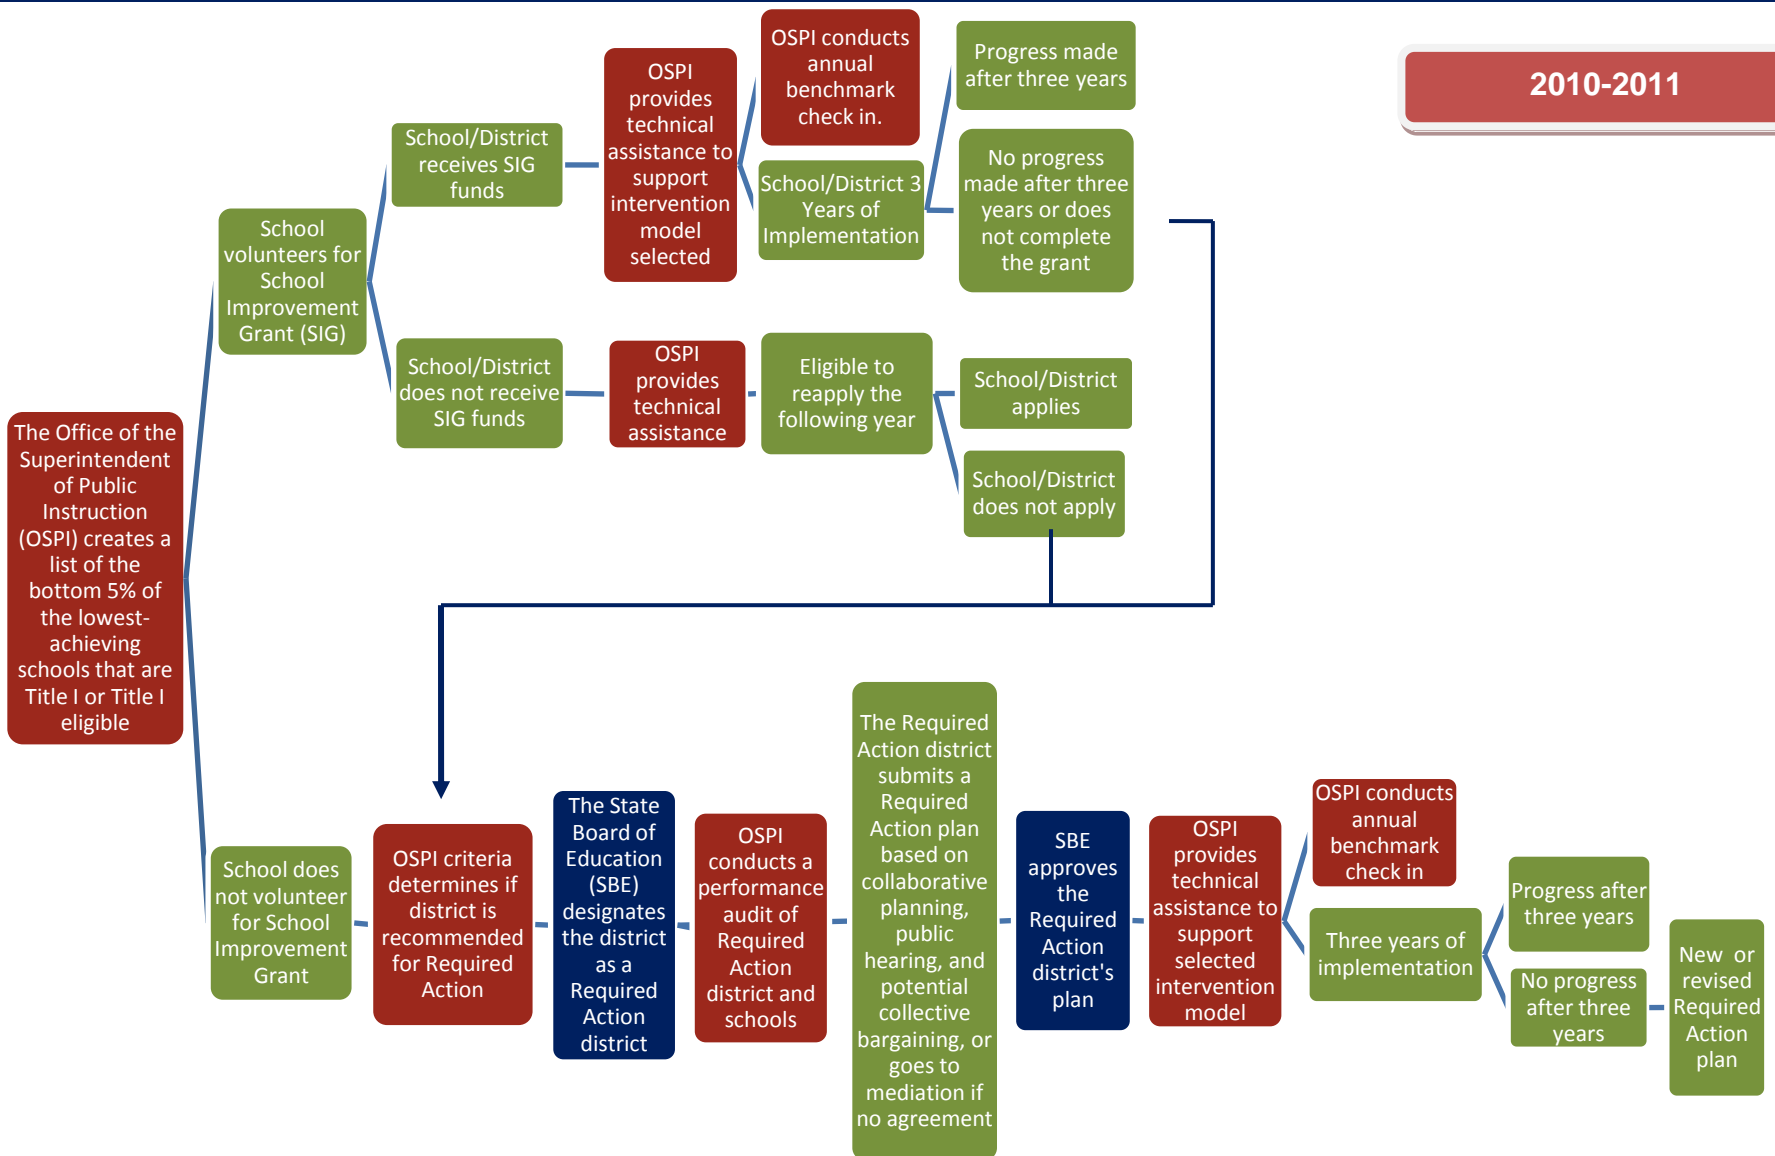 2010-2011
The Office of the
Superintendent
of Public
Instruction
(OSPI) creates a
list of the
bottom 5% of
the lowest-
achieving
schools that are
Title I or Title I
eligible
School
volunteers for
School
Improvement
Grant (SIG)
School/District
receives SIG
funds
OSPI
provides
technical
assistance to
support
intervention
model
selected
OSPI conducts
annual
benchmark
check in.
School/District 3
Years of
Implementation
Progress made
after three years
No progress
made after three
years or does
not complete
the grant
School/District
does not receive
SIG funds
OSPI
provides
technical
assistance
Eligible to
reapply the
following year
School/District
applies
School/District
does not apply
School does
not volunteer
for School
Improvement
Grant
OSPI criteria
determines if
district is
recommended
for Required
Action
The State
Board of
Education
(SBE)
designates
the district
as a
Required
Action
district
OSPI
conducts a
performance
audit of
Required
Action
district and
schools
The Required
Action district
submits a
Required
Action plan
based on
collaborative
planning,
public
hearing, and
potential
collective
bargaining, or
goes to
mediation if
no agreement
SBE
approves
the
Required
Action
district's
plan
OSPI
provides
technical
assistance to
support
selected
intervention
model
OSPI conducts
annual
benchmark
check in
Three years of
implementation
Progress after
three years
No progress
after three
years
New or
revised
Required
Action
plan